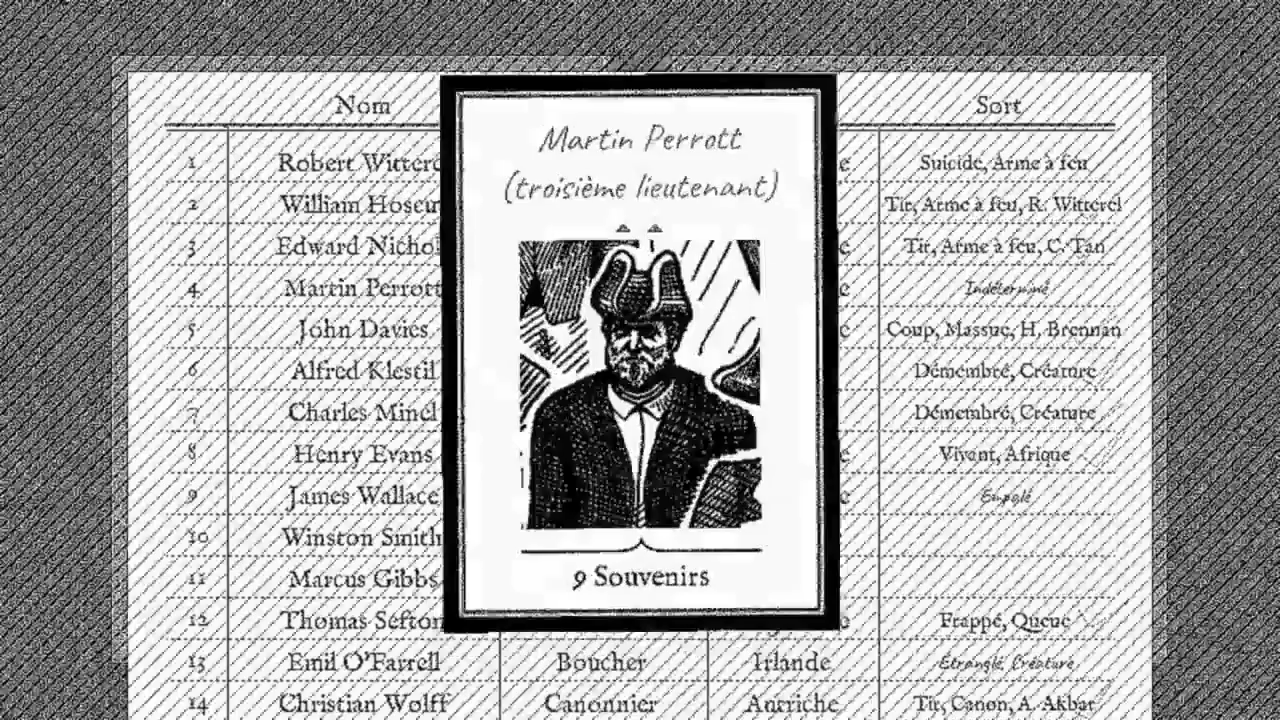 Nom Sort
Martin Perrott
(troisième lieutenant)
9 Souvenirs
1 Robert Suicide, Arme à feu
2 William Tir, Arme à feu, R. Witterel
3 Edward Tir, Arme à feu, C. Tan
4 Martin Perrott Indéterminé
5 John Davies Coup, Massue, H. Brennan
6 Alfred Klestil Démembré, Créature
7 Charles Miner Démembré, Créature
8 Henry Evans Vivant, Afrique
9 James Wallace Empalé
10 Winston Smith
11 Marcus Gibbs
12 Thomas Sefton Frappé, Queue
13 Emil O'Farrell Boucher Irlande Étranglé, Créature
14 Christian Wolff Canonnier Autriche Tir, Canon, A. Akbar